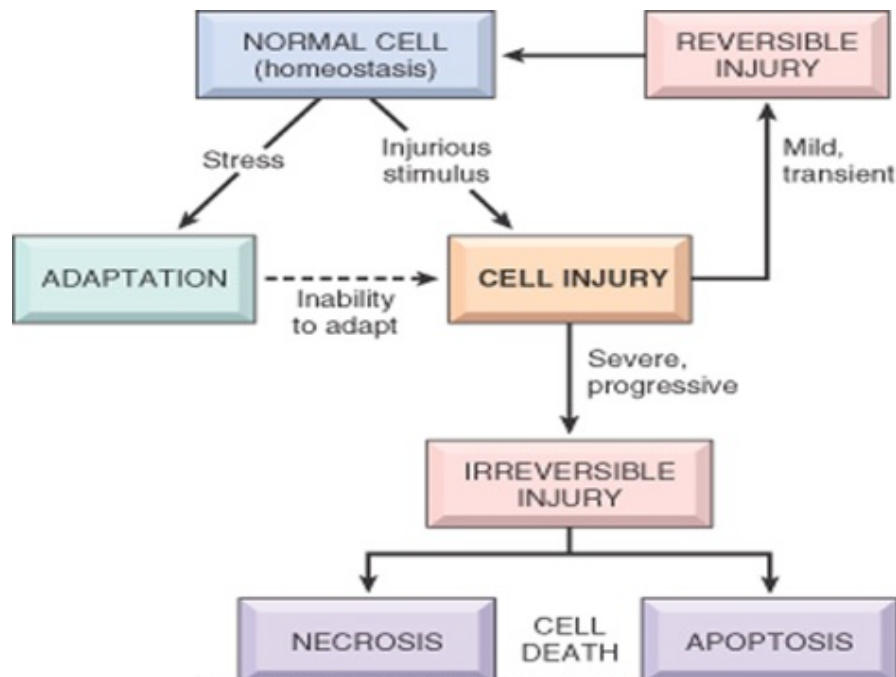 NORMAL CELL
(homeostasis)
REVERSIBLE
INJURY
Stress
Injurious
stimulus
Mild,
transient
ADAPTATION
Inability
to adapt
CELL INJURY
Severe,
progressive
IRREVERSIBLE
INJURY
NECROSIS
CELL
DEATH
APOPTOSIS